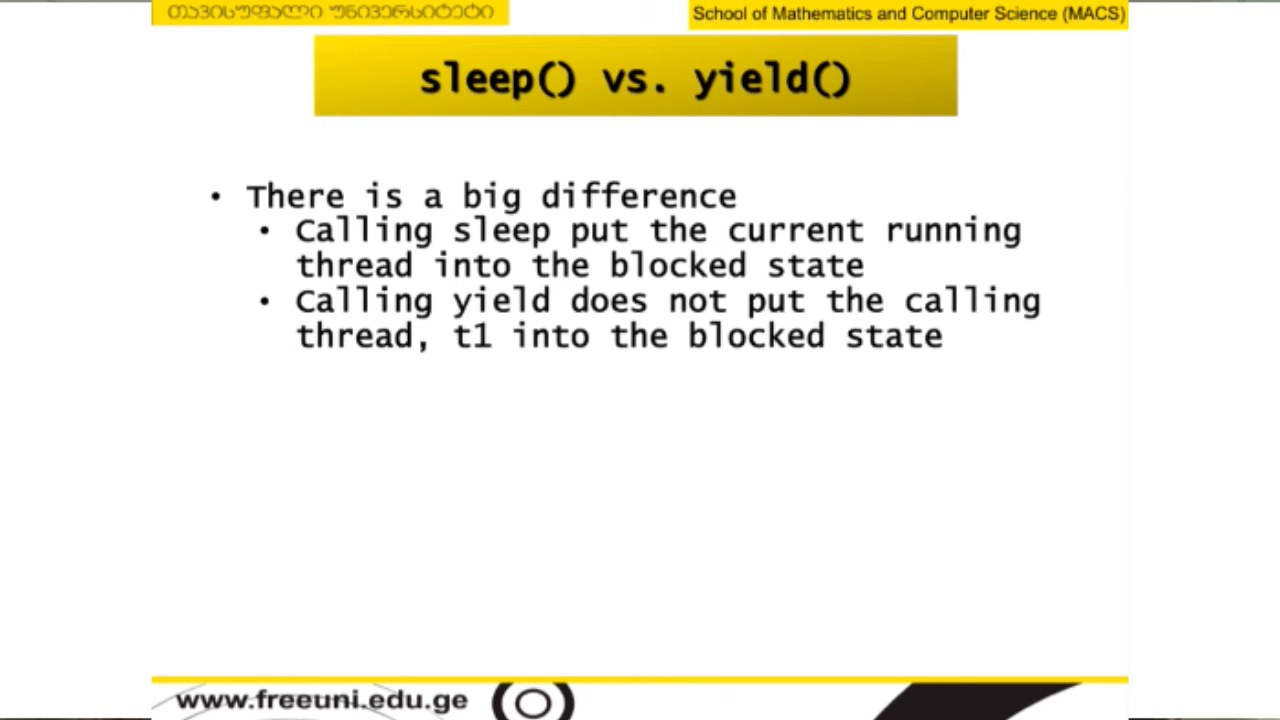 თავისუფალი უნივერსიტეტი
School of Mathematics and Computer Science (MACS)
sleep() vs. yield()
• There is a big difference
• Calling sleep put the current running
thread into the blocked state
• Calling yield does not put the calling
thread, t1 into the blocked state
www.freeuni.edu.ge